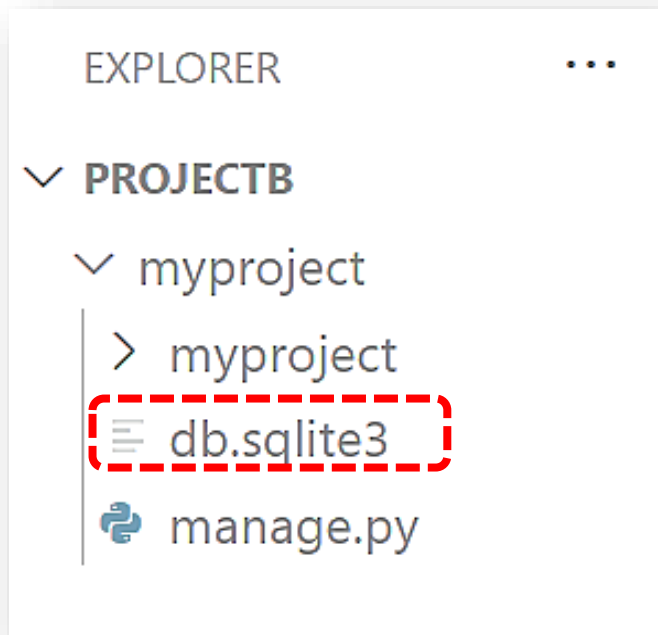 EXPLORER ...
PROJECTB
myproject
myproject
db.sqlite3
manage.py